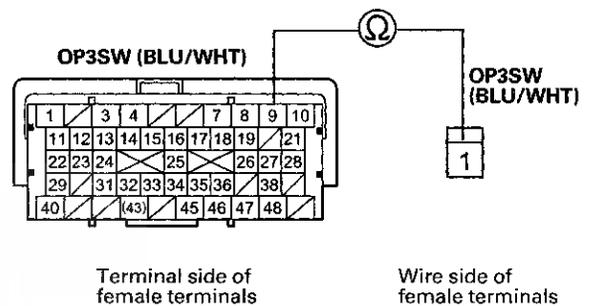 Ω
OP3SW (BLU/WHT)
OP3SW
(BLU/WHT)
1 3 4 7 8 9 10
11 12 13 14 15 16 17 18 19 21
22 23 24 25 26 27 28
29 31 32 33 34 35 36 38
40 (43) 45 46 47 48
1
Terminal side of
female terminals
Wire side of
female terminals